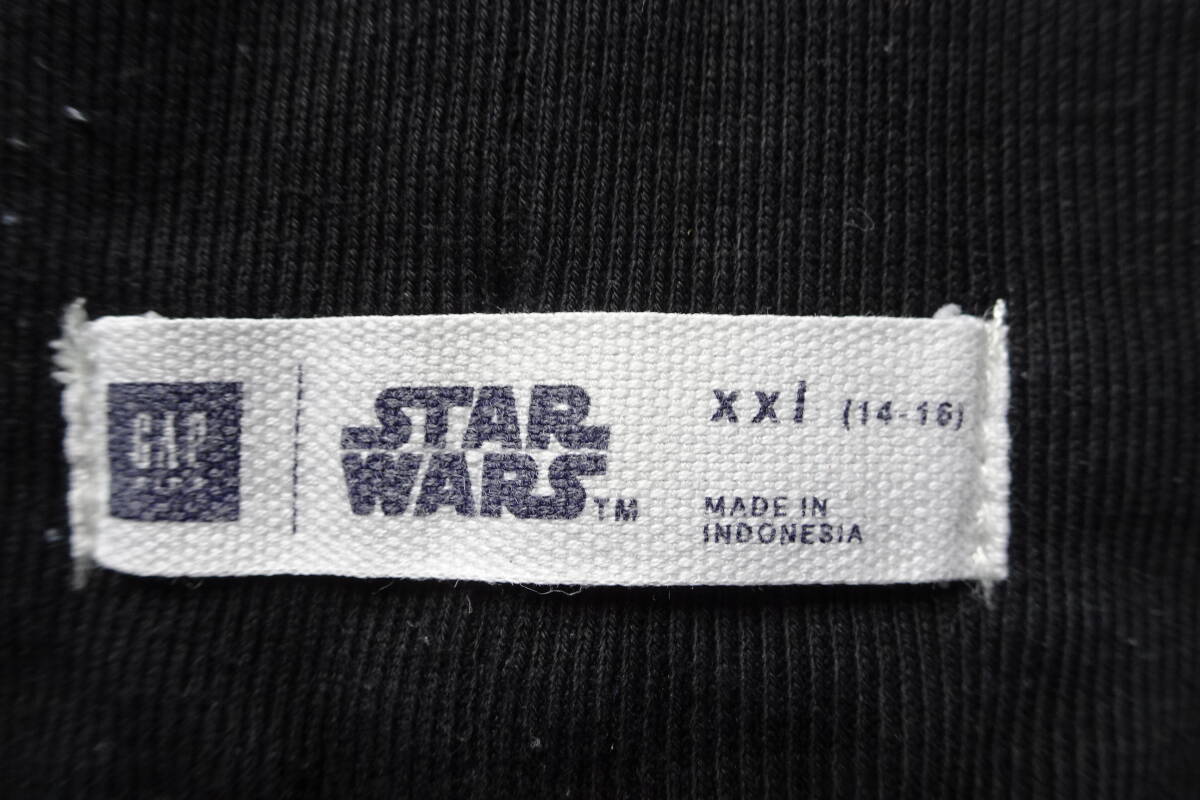 GAP
STAR
WARS TM
xxl (14-16)
MADE IN
INDONESIA